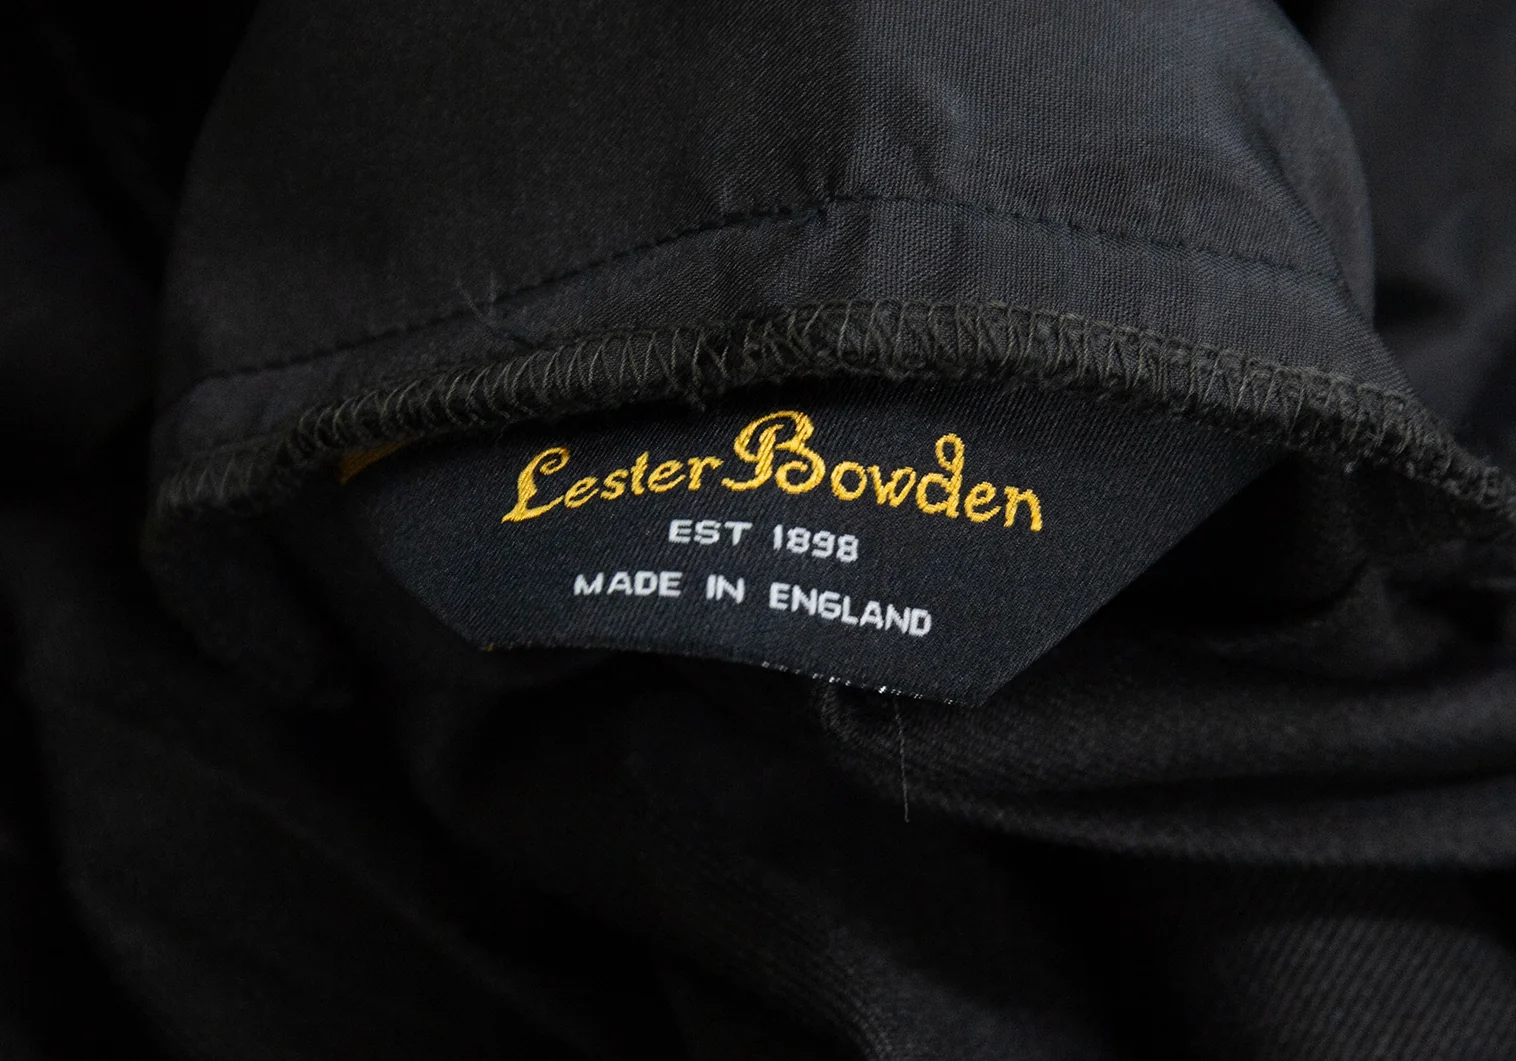 Lester Bowden
EST 1898
MADE IN ENGLAND